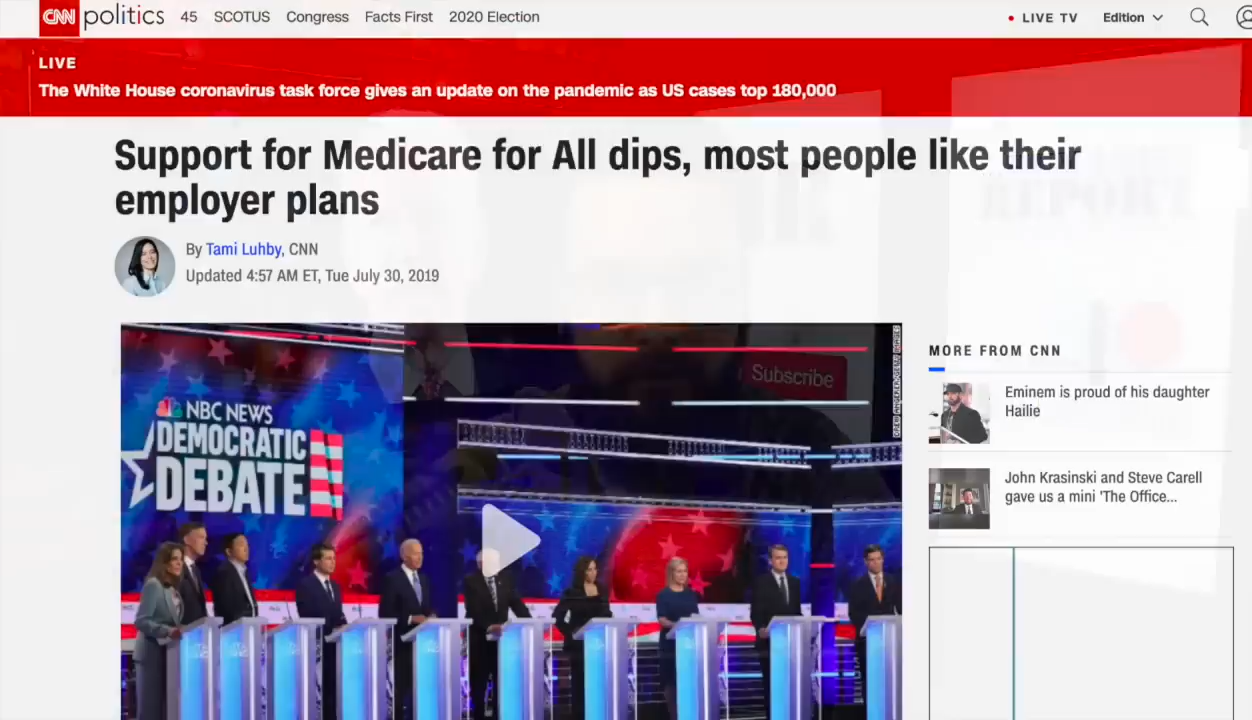 CNN politics 45 SCOTUS Congress Facts First 2020 Election LIVE TV Edition
LIVE
The White House coronavirus task force gives an update on the pandemic as US cases top 180,000
Support for Medicare for All dips, most people like their
employer plans
By Tami Luhby, CNN
Updated 4:57 AM ET, Tue July 30, 2019
NBC NEWS
DEMOCRATIC
DEBATE
Subscribe
REPORT
MORE FROM CNN
Eminem is proud of his daughter
Hailie
John Krasinski and Steve Carell
gave us a mini 'The Office...